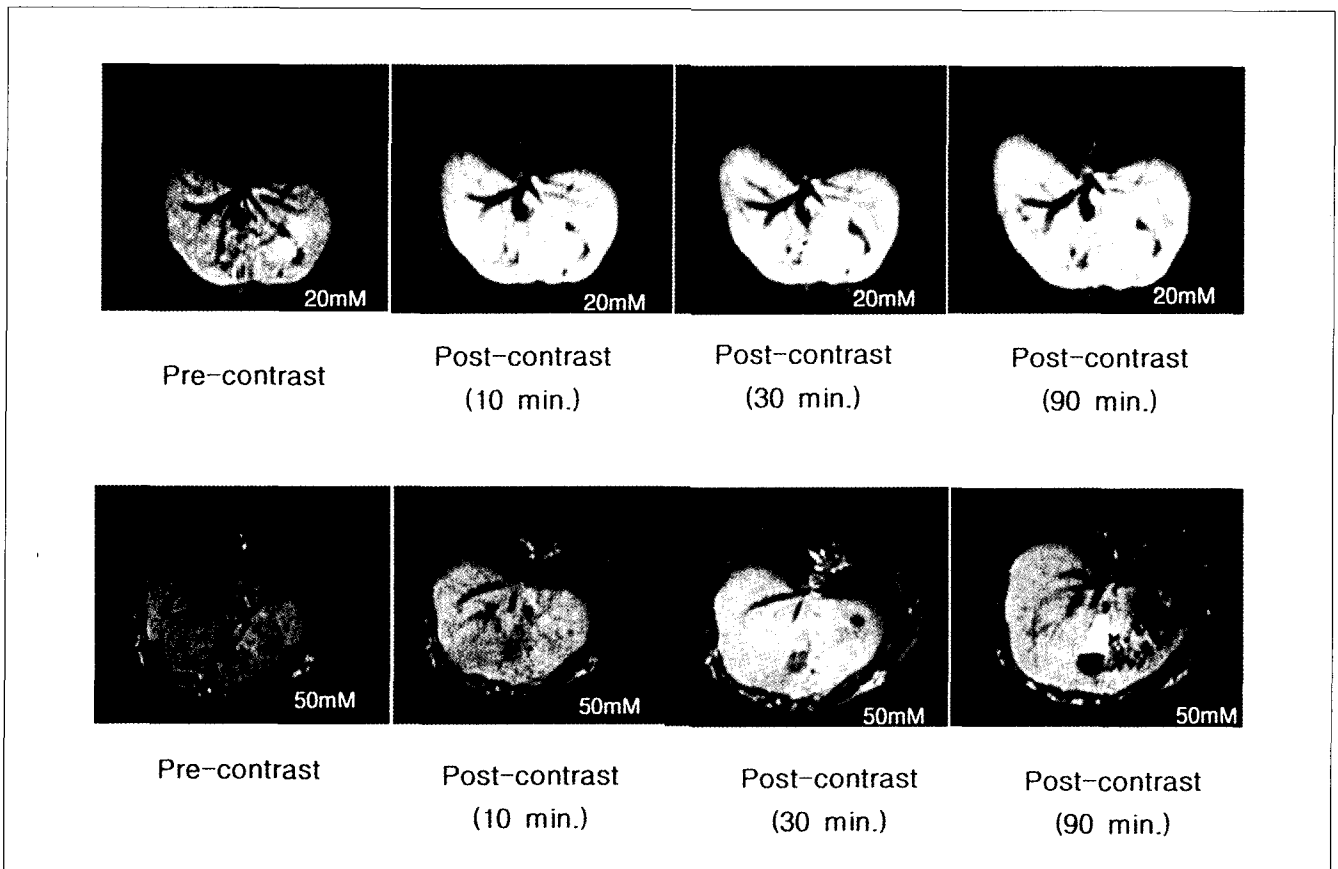 20mM 20mM 20mM 20mM
Pre-contrast
Post-contrast
(10 min.)
Post-contrast
(30 min.)
Post-contrast
(90 min.)
50mM 50mM 50mM 50mM
Pre-contrast
Post-contrast
(10 min.)
Post-contrast
(30 min.)
Post-contrast
(90 min.)